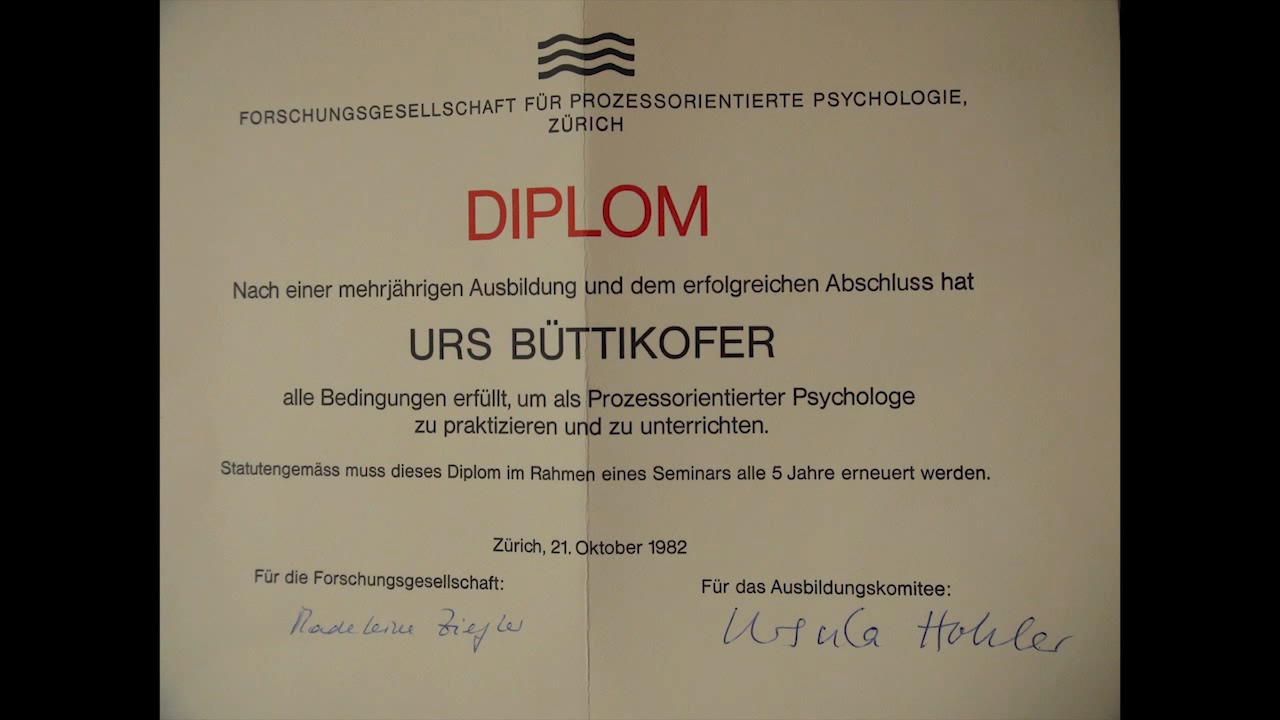 FORSCHUNGSGESELLSCHAFT FÜR PROZESSORIENTIERTE PSYCHOLOGIE,
ZÜRICH
DIPLOM
Nach einer mehrjährigen Ausbildung und dem erfolgreichen Abschluss hat
URS BÜTTIKOFER
alle Bedingungen erfüllt, um als Prozessorientierter Psychologe
zu praktizieren und zu unterrichten.
Statutengemäss muss dieses Diplom im Rahmen eines Seminars alle 5 Jahre erneuert werden.
Zürich, 21. Oktober 1982
Für die Forschungsgesellschaft:
Für das Ausbildungskomitee:
Madeleine Ziegler
Ursula Hohler